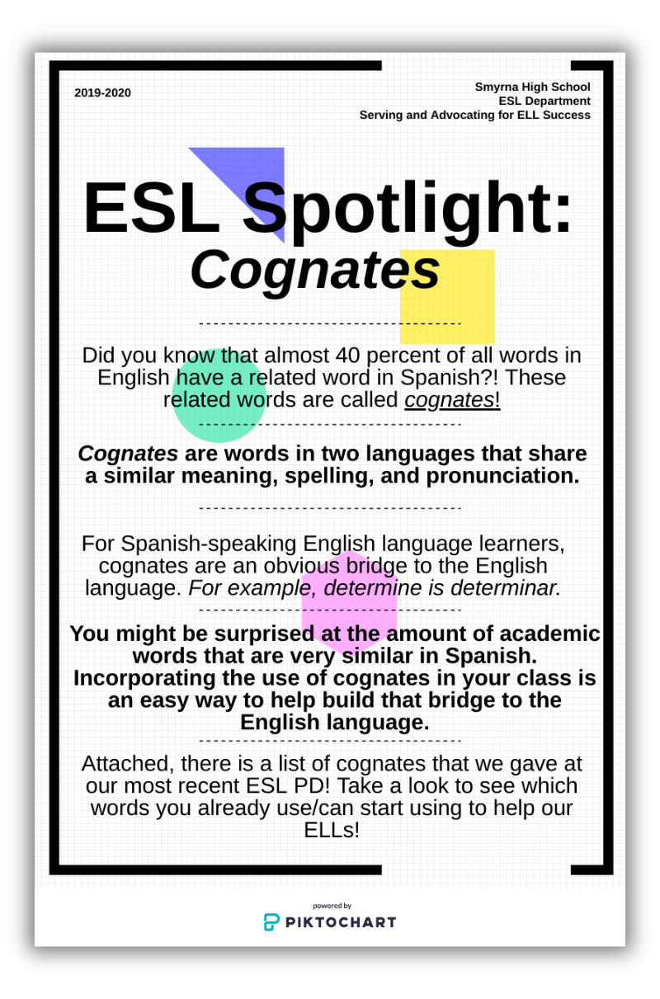 2019-2020
Smyrna High School
ESL Department
Serving and Advocating for ELL Success
ESL Spotlight:
Cognates
Did you know that almost 40 percent of all words in
English have a related word in Spanish?! These
related words are called cognates!
Cognates are words in two languages that share
a similar meaning, spelling, and pronunciation.
For Spanish-speaking English language learners,
cognates are an obvious bridge to the English
language. For example, determine is determinar.
You might be surprised at the amount of academic
words that are very similar in Spanish.
Incorporating the use of cognates in your class is
an easy way to help build that bridge to the
English language.
Attached, there is a list of cognates that we gave at
our most recent ESL PD! Take a look to see which
words you already use/can start using to help our
ELLs!
powered by
PIKTOCHART